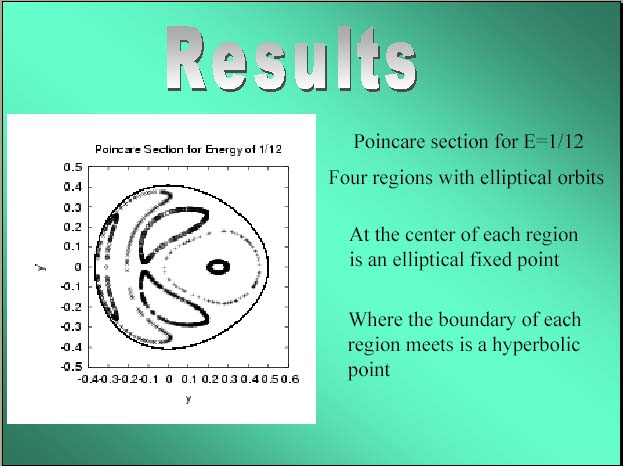 Results
Poincare Section for Energy of 1/12
0.5
0.4
0.3
0.2
0.1
0
-0.1
-0.2
-0.3
-0.4
-0.5
-0.4-0.3-0.2-0.1 0 0.1 0.2 0.3 0.4 0.5 0.6
y'
y
Poincare section for E=1/12
Four regions with elliptical orbits
At the center of each region
is an elliptical fixed point
Where the boundary of each
region meets is a hyperbolic
point